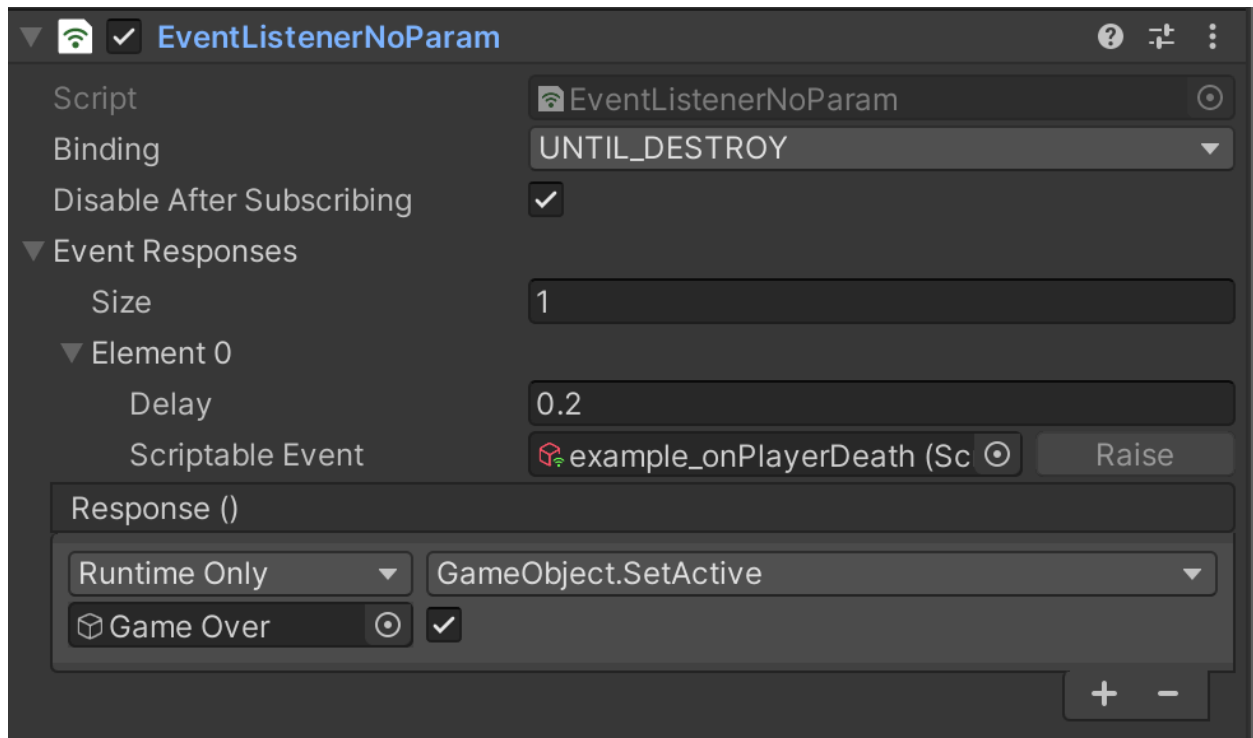 EventListenerNoParam
Script EventListenerNoParam
Binding UNTIL_DESTROY
Disable After Subscribing
Event Responses
Size 1
Element 0
Delay 0.2
Scriptable Event example_onPlayerDeath (Sc Raise
Response ()
Runtime Only GameObject.SetActive
Game Over